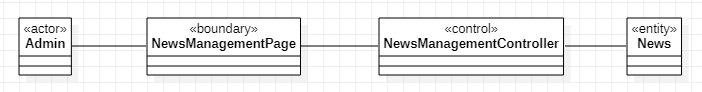 «actor»
Admin
«boundary»
NewsManagementPage
«control»
NewsManagementController
«entity»
News